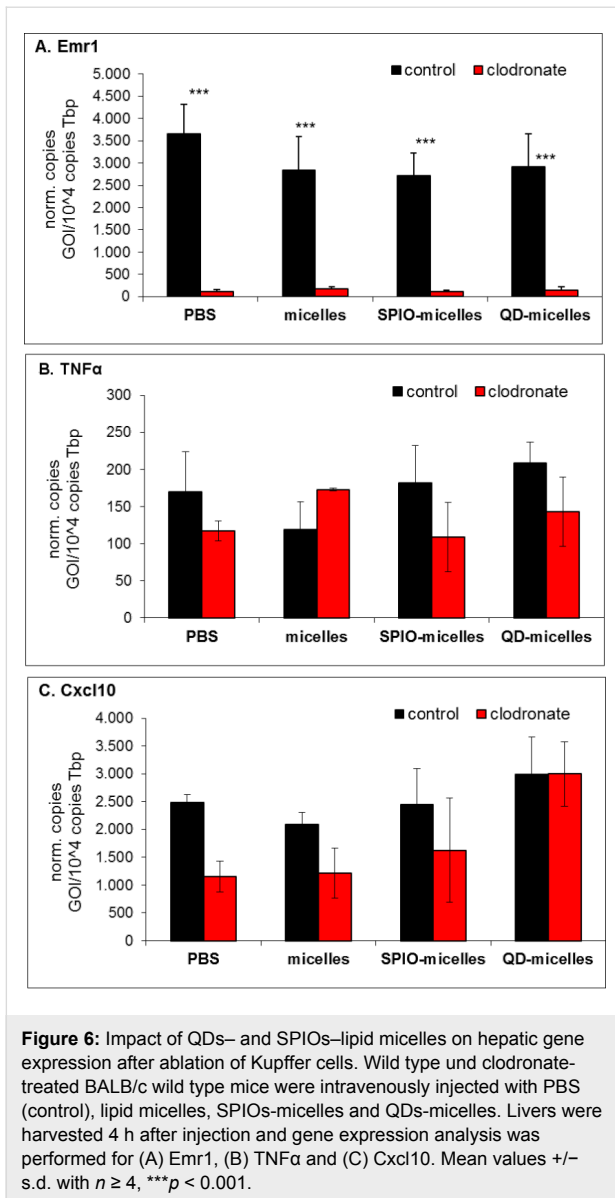 A. Emr1
control clodronate
5.000
4.500
4.000
3.500
3.000
2.500
2.000
1.500
1.000
500
0
norm. copies
GOI/10^4 copies Tbp
*** *** *** ***
PBS micelles SPIO-micelles QD-micelles
B. TNFα
control clodronate
300
250
200
150
100
50
0
norm. copies
GOI/10^4 copies Tbp
PBS micelles SPIO-micelles QD-micelles
C. Cxcl10
control clodronate
4.000
3.500
3.000
2.500
2.000
1.500
1.000
500
0
norm. copies
GOI/10^4 copies Tbp
PBS micelles SPIO-micelles QD-micelles
Figure 6: Impact of QDs– and SPIOs–lipid micelles on hepatic gene
expression after ablation of Kupffer cells. Wild type und clodronate-
treated BALB/c wild type mice were intravenously injected with PBS
(control), lipid micelles, SPIOs-micelles and QDs-micelles. Livers were
harvested 4 h after injection and gene expression analysis was
performed for (A) Emr1, (B) TNFα and (C) Cxcl10. Mean values +/−
s.d. with n ≥ 4, ***p < 0.001.